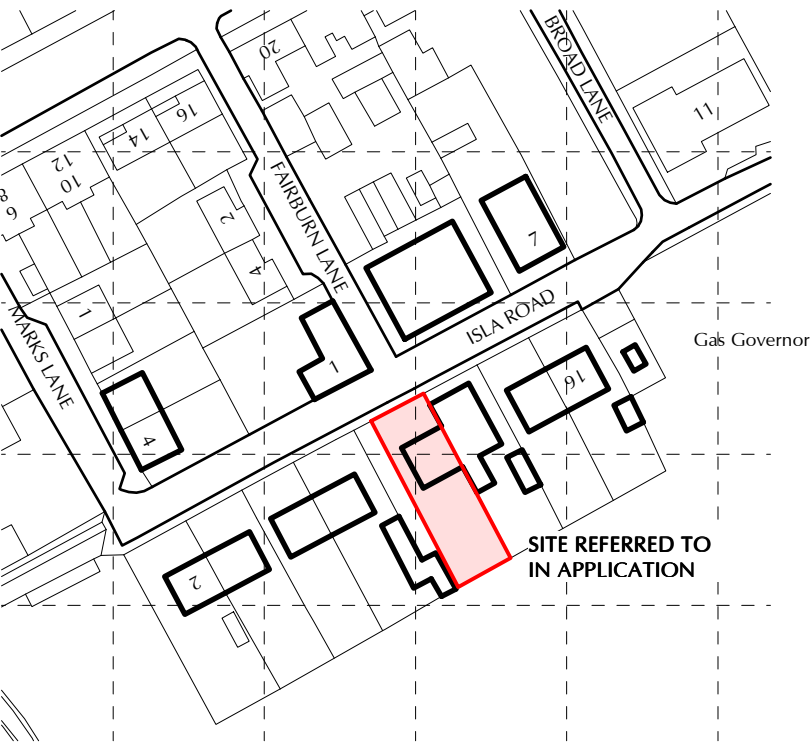 BROAD LANE
20
11
16
14
12
10
8
6
FAIRBURN LANE
2
7
4
1
ISLA ROAD
MARKS LANE
Gas Governor
1
16
4
SITE REFERRED TO
IN APPLICATION
2